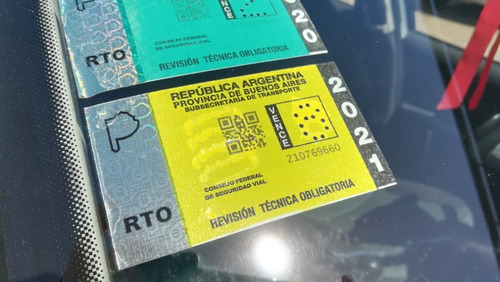 P
RTO
CONSEJO FEDERAL
DE SEGURIDAD VIAL
REVISIÓN TÉCNICA OBLIGATORIA
2020
P
REPÚBLICA ARGENTINA
PROVINCIA DE BUENOS AIRES
SUBSECRETARÍA DE TRANSPORTE
VENCE
210769660
CONSEJO FEDERAL
DE SEGURIDAD VIAL
RTO
REVISIÓN TÉCNICA OBLIGATORIA
2021